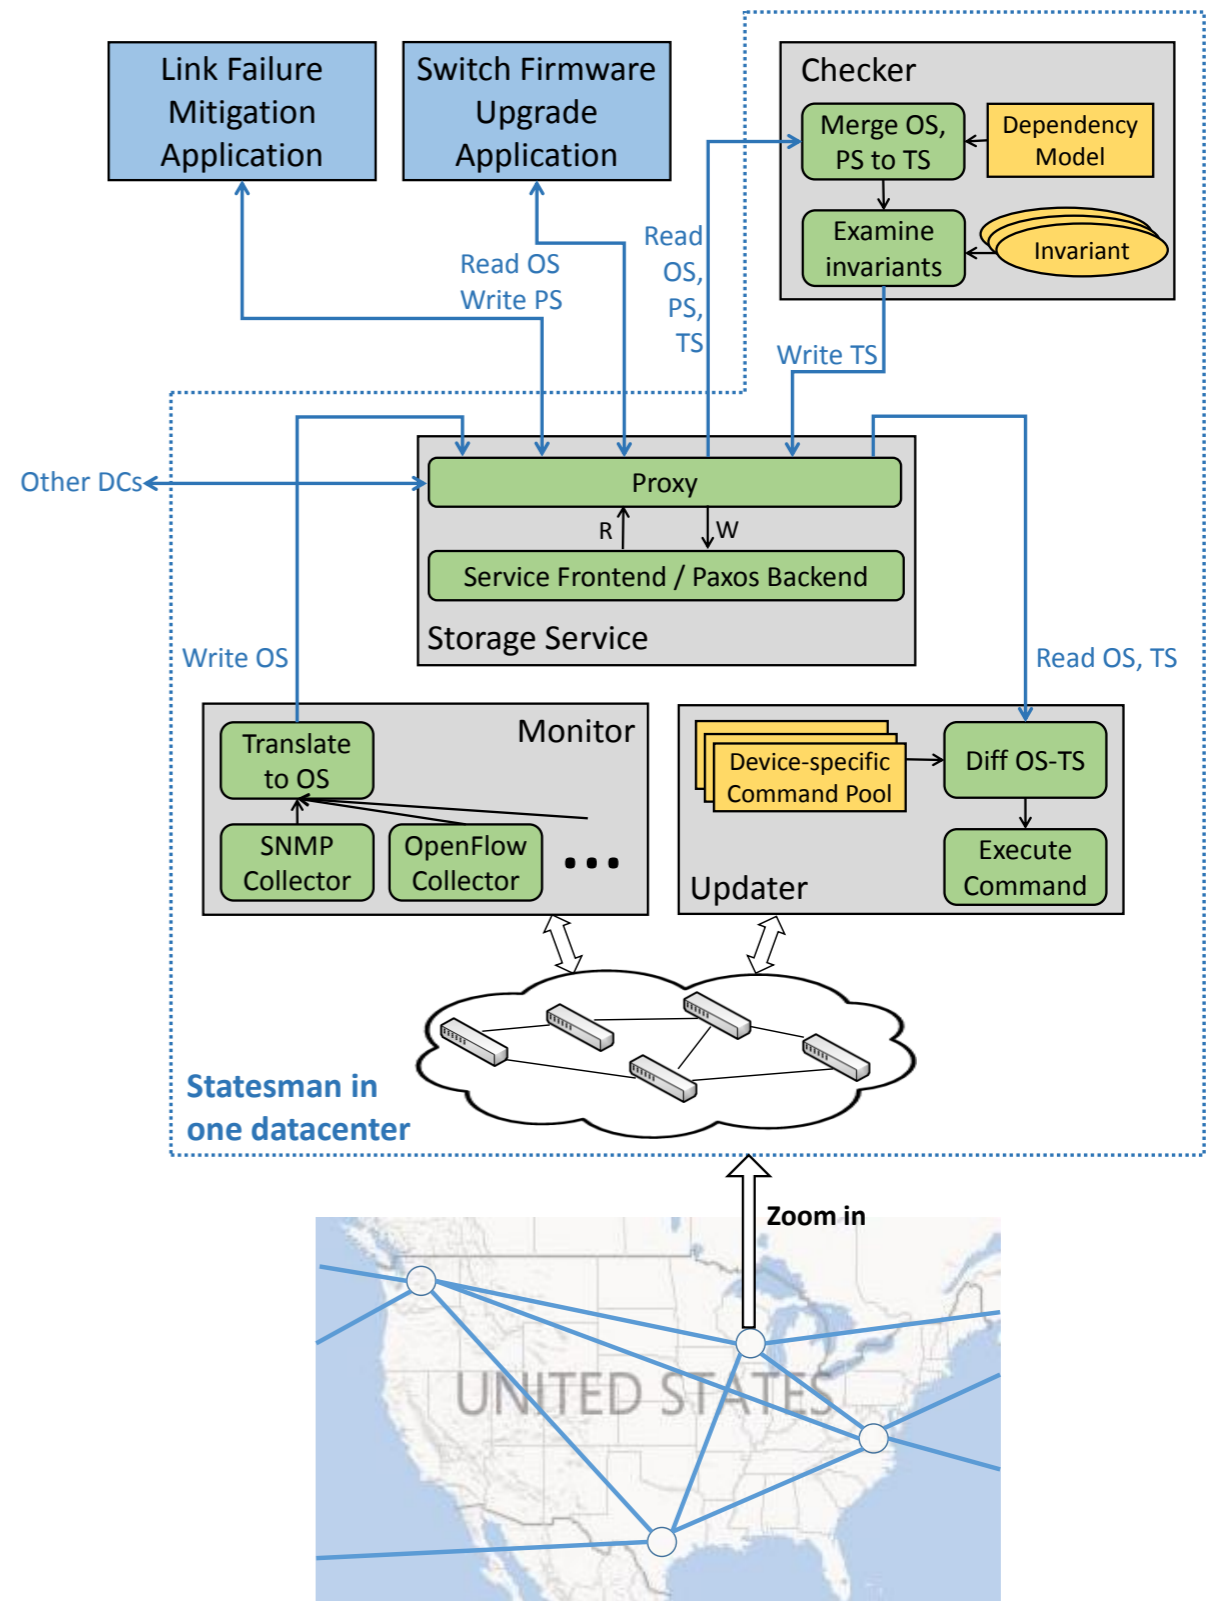 Link Failure
Mitigation
Application
Switch Firmware
Upgrade
Application
Checker
Merge OS,
PS to TS
Dependency
Model
Examine
invariants
Invariant
Read OS
Write PS
Read
OS,
PS,
TS
Write TS
Other DCs
Proxy
R
W
Service Frontend / Paxos Backend
Storage Service
Write OS
Read OS, TS
Monitor
Translate
to OS
SNMP
Collector
OpenFlow
Collector
...
Device-specific
Command Pool
Diff OS-TS
Execute
Command
Updater
Statesman in
one datacenter
Zoom in
UNITED STATES